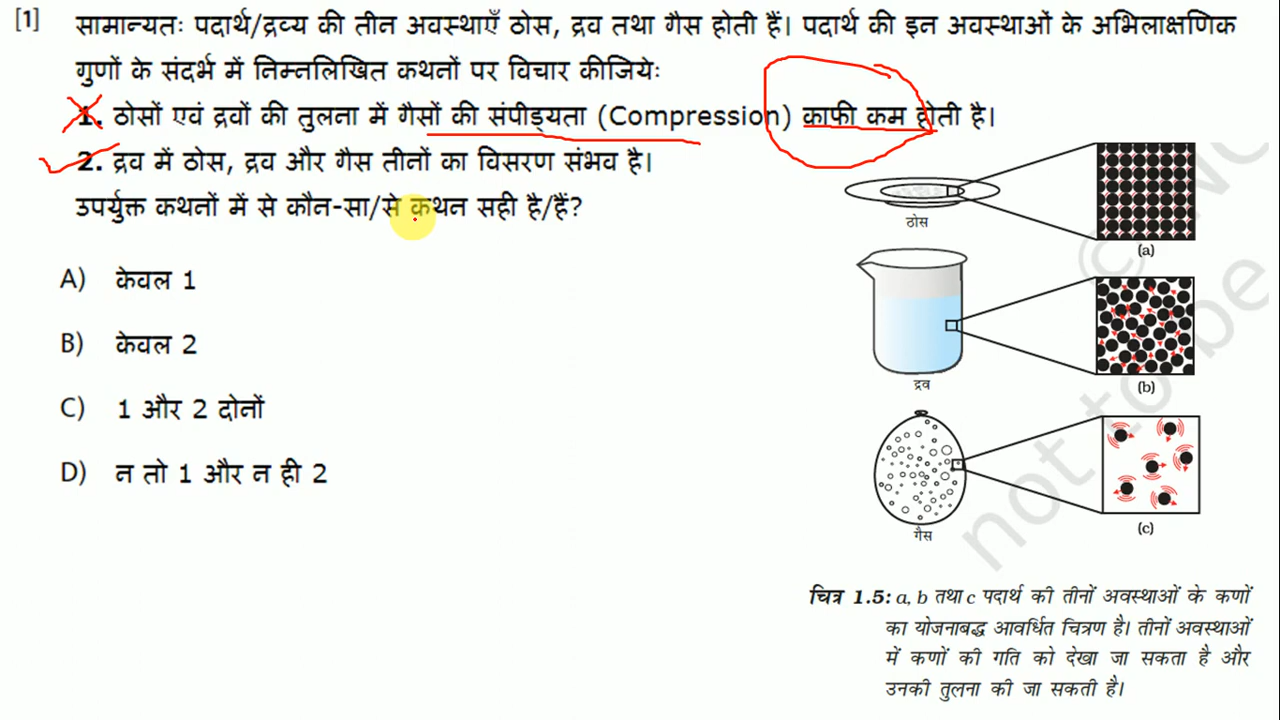 [1] सामान्यतः पदार्थ/द्रव्य की तीन अवस्थाएँ ठोस, द्रव तथा गैस होती हैं। पदार्थ की इन अवस्थाओं के अभिलाक्षणिक
गुणों के संदर्भ में निम्नलिखित कथनों पर विचार कीजियेः
1. ठोसों एवं द्रवों की तुलना में गैसों की संपीड्यता (Compression) काफी कम होती है।
2. द्रव में ठोस, द्रव और गैस तीनों का विसरण संभव है।
उपर्युक्त कथनों में से कौन-सा/से कथन सही है/हैं?
A) केवल 1
B) केवल 2
C) 1 और 2 दोनों
D) न तो 1 और न ही 2
ठोस
(a)
द्रव
(b)
गैस
(c)
not to be
चित्र 1.5: a, b तथा c पदार्थ की तीनों अवस्थाओं के कणों
का योजनाबद्ध आवर्धित चित्रण है। तीनों अवस्थाओं
में कणों की गति को देखा जा सकता है और
उनकी तुलना की जा सकती है।